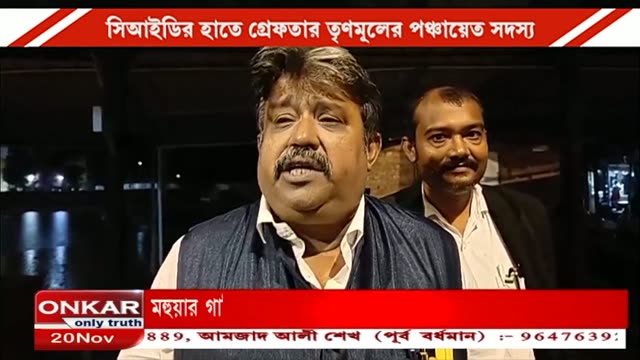 সিআইডির হাতে গ্রেফতার তৃণমূলের পঞ্চায়েত সদস্য
ONKAR
only truth
মহুয়ার গা
20Nov
889, আমজাদ আলী শেখ (পূর্ব বর্ধমান) :- 9647639